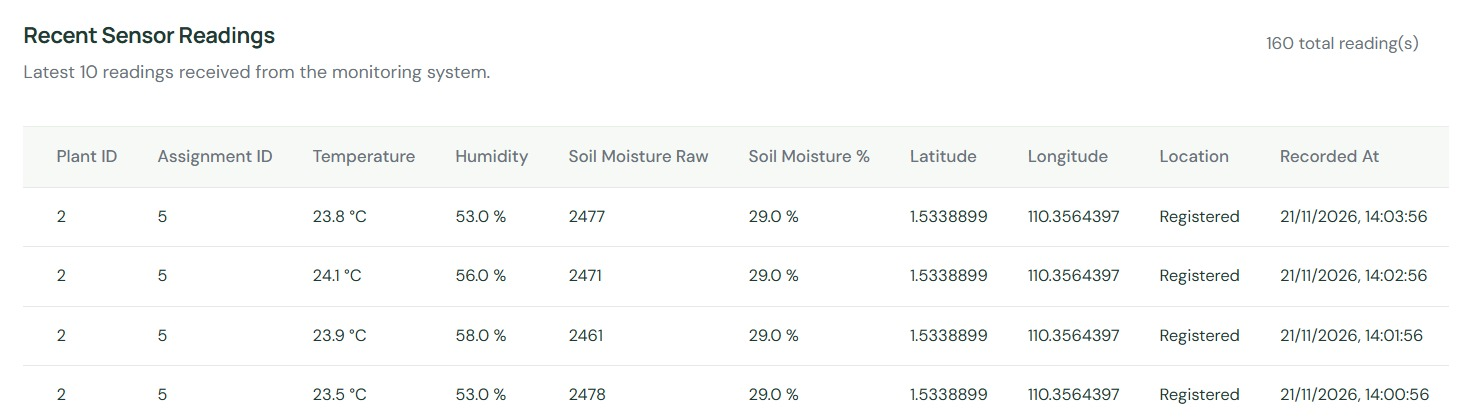 Recent Sensor Readings
160 total reading(s)
Latest 10 readings received from the monitoring system.
Plant ID Assignment ID Temperature Humidity Soil Moisture Raw Soil Moisture % Latitude Longitude Location Recorded At
2 5 23.8 °C 53.0 % 2477 29.0 % 1.5338899 110.3564397 Registered 21/11/2026, 14:03:56
2 5 24.1 °C 56.0 % 2471 29.0 % 1.5338899 110.3564397 Registered 21/11/2026, 14:02:56
2 5 23.9 °C 58.0 % 2461 29.0 % 1.5338899 110.3564397 Registered 21/11/2026, 14:01:56
2 5 23.5 °C 53.0 % 2478 29.0 % 1.5338899 110.3564397 Registered 21/11/2026, 14:00:56